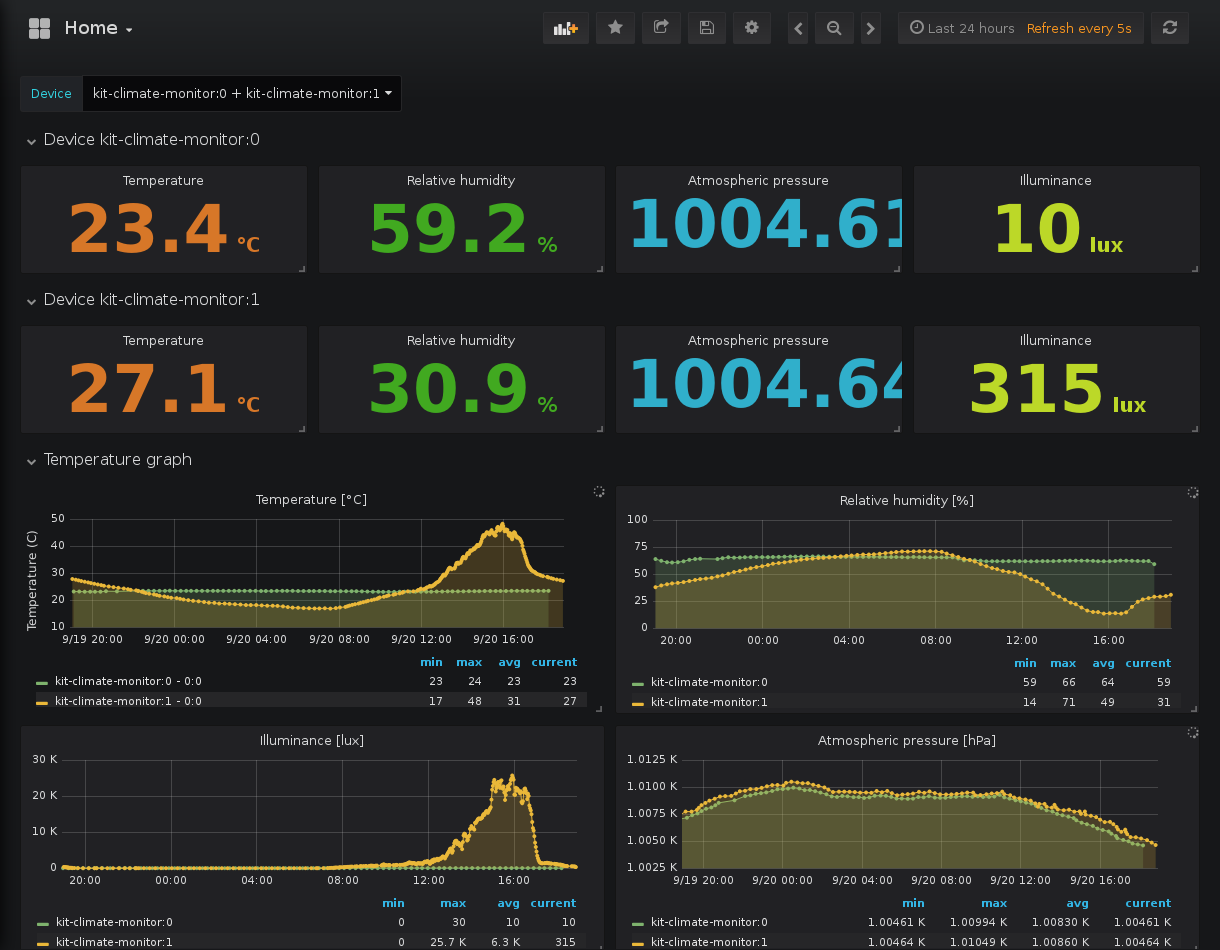 Home
Last 24 hours Refresh every 5s
Device kit-climate-monitor:0 + kit-climate-monitor:1
Device kit-climate-monitor:0
Temperature Relative humidity Atmospheric pressure Illuminance
23.4 °C 59.2 % 1004.61 10 lux
Device kit-climate-monitor:1
Temperature Relative humidity Atmospheric pressure Illuminance
27.1 °C 30.9 % 1004.64 315 lux
Temperature graph
Temperature [°C]
Temperature (C)
50
40
30
20
10
9/19 20:00 9/20 00:00 9/20 04:00 9/20 08:00 9/20 12:00 9/20 16:00
min max avg current
kit-climate-monitor:0 - 0:0 23 24 23 23
kit-climate-monitor:1 - 0:0 17 48 31 27
Relative humidity [%]
100
75
50
25
0
20:00 00:00 04:00 08:00 12:00 16:00
min max avg current
kit-climate-monitor:0 59 66 64 59
kit-climate-monitor:1 14 71 49 31
Illuminance [lux]
30 K
20 K
10 K
0
20:00 00:00 04:00 08:00 12:00 16:00
min max avg current
kit-climate-monitor:0 0 30 10 10
kit-climate-monitor:1 0 25.7 K 6.3 K 315
Atmospheric pressure [hPa]
1.0125 K
1.0100 K
1.0075 K
1.0050 K
1.0025 K
9/19 20:00 9/20 00:00 9/20 04:00 9/20 08:00 9/20 12:00 9/20 16:00
min max avg current
kit-climate-monitor:0 1.00461 K 1.00994 K 1.00830 K 1.00461 K
kit-climate-monitor:1 1.00464 K 1.01049 K 1.00860 K 1.00464 K